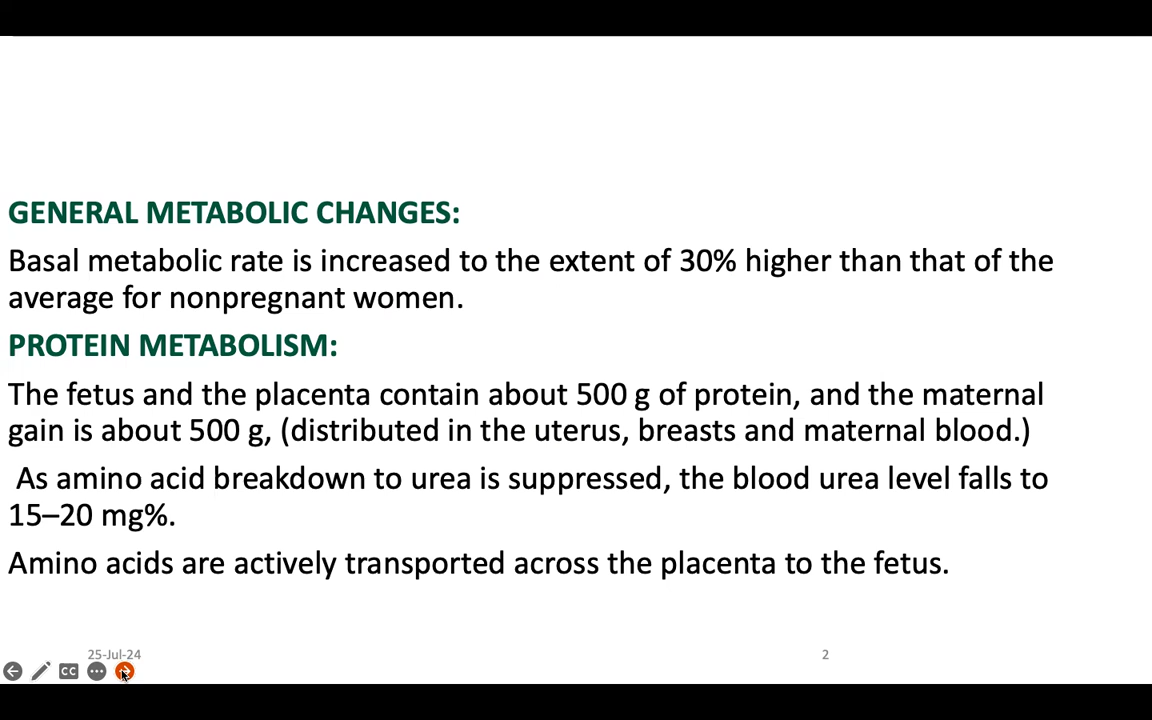 GENERAL METABOLIC CHANGES:
Basal metabolic rate is increased to the extent of 30% higher than that of the
average for nonpregnant women.
PROTEIN METABOLISM:
The fetus and the placenta contain about 500 g of protein, and the maternal
gain is about 500 g, (distributed in the uterus, breasts and maternal blood.)
As amino acid breakdown to urea is suppressed, the blood urea level falls to
15–20 mg%.
Amino acids are actively transported across the placenta to the fetus.
25-Jul-24
2
CC